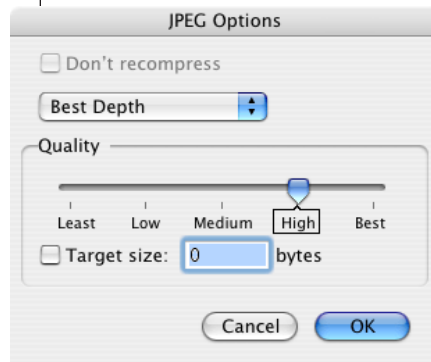 JPEG Options
Don't recompress
Best Depth
Quality
Least Low Medium High Best
Target size: 0 bytes
Cancel OK